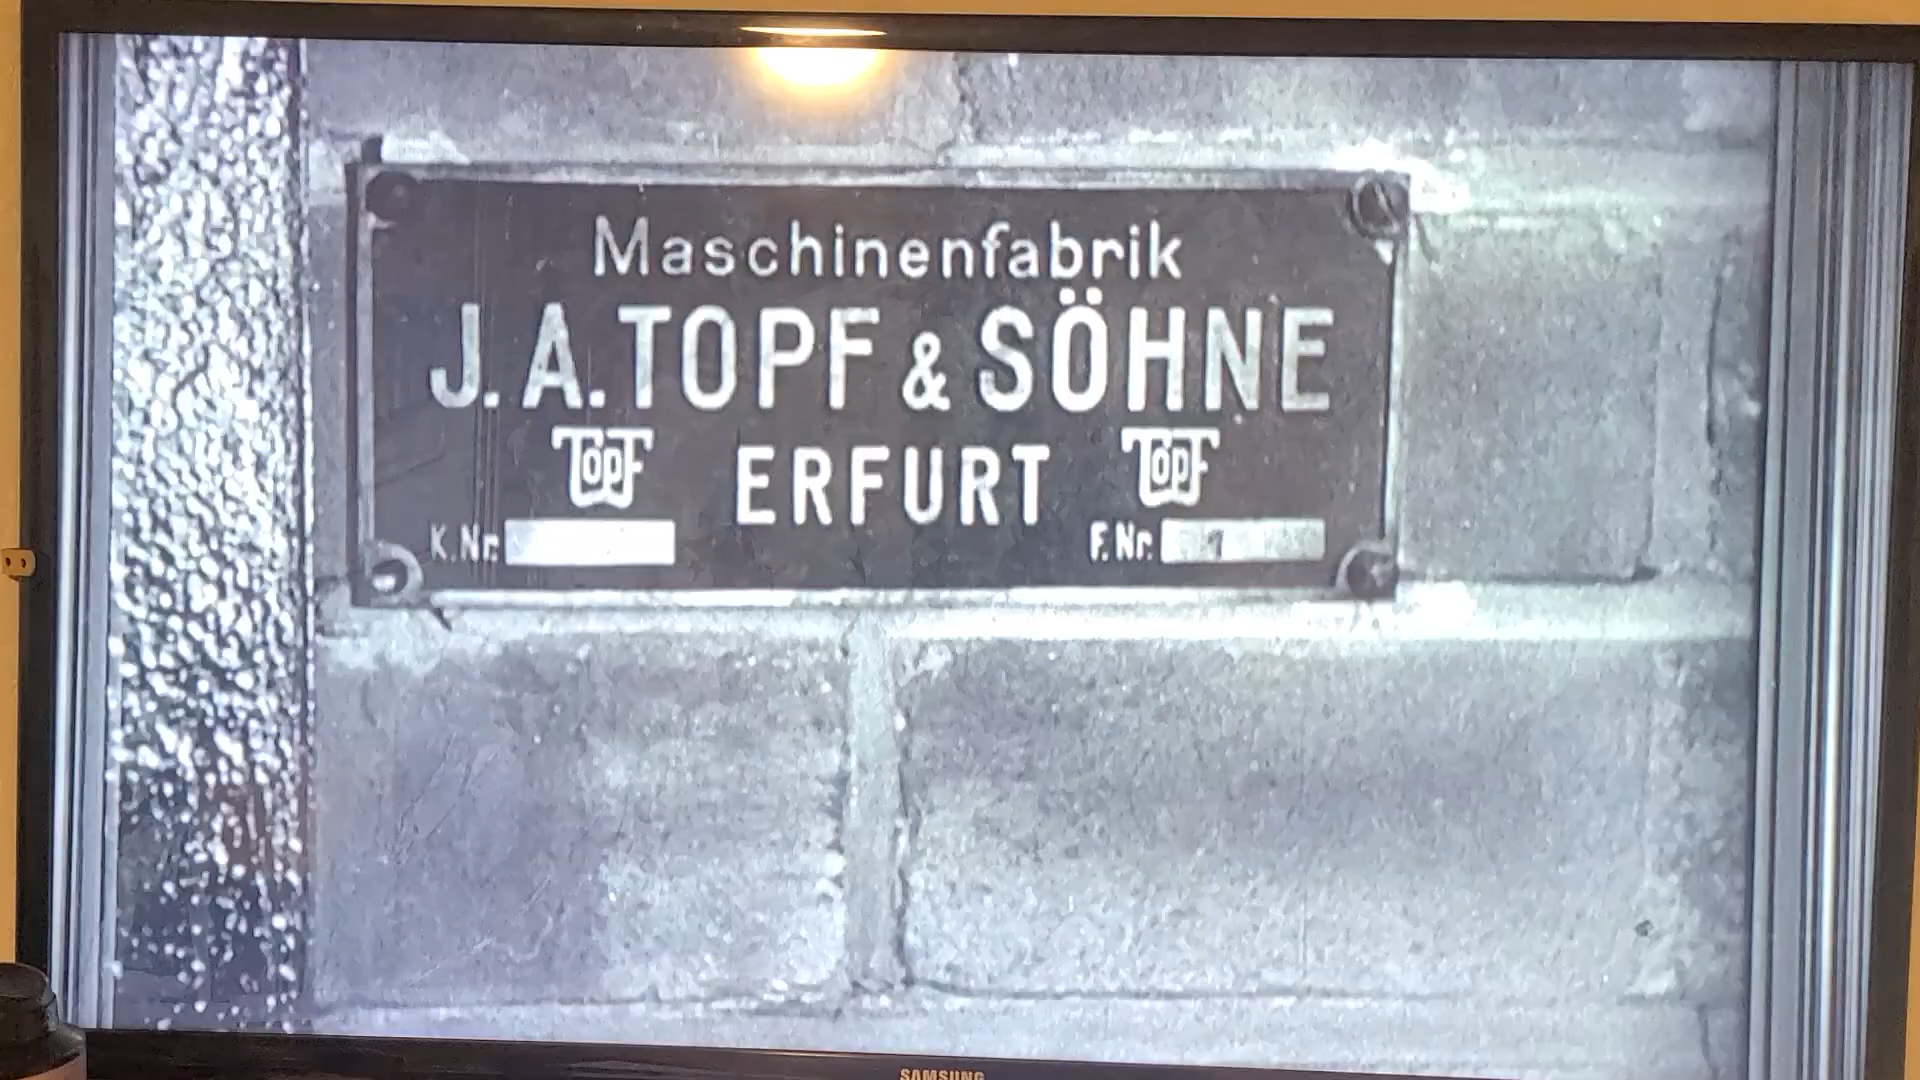 Maschinenfabrik
J.A. TOPF & SÖHNE
TOPF ERFURT TOPF
K.Nr. F.Nr.
SAMSUNG